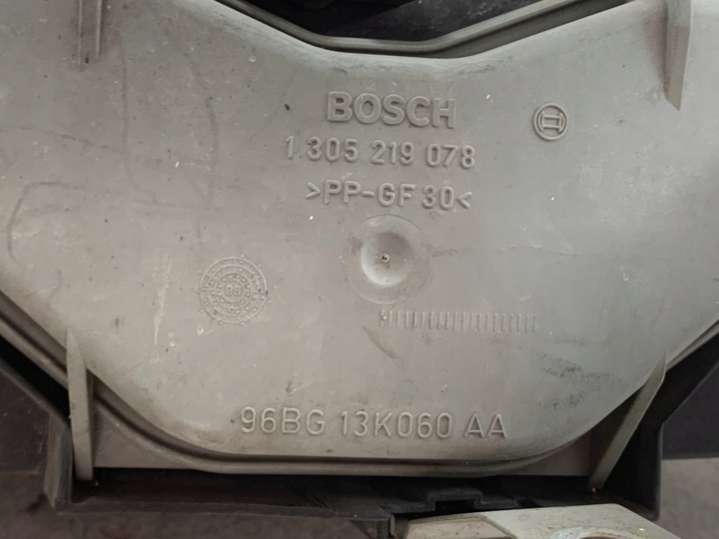 BOSCH
1 305 219 078
>PP-GF 30<
96BG 13K060 AA